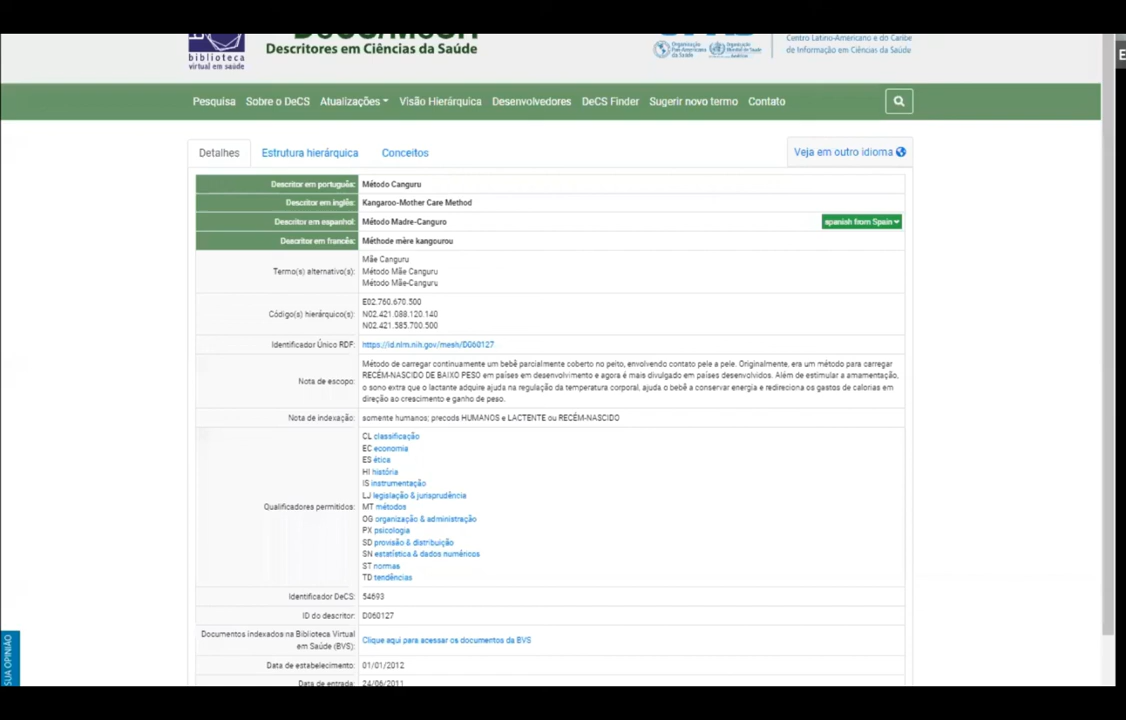 biblioteca
virtual em saúde
Descritores em Ciências da Saúde
Organização
Pan-Americana
da Saúde
Organização
Mundial da Saúde
Centro Latino-Americano e do Caribe
de Informação em Ciências da Saúde
Pesquisa Sobre o DeCS Atualizações Visão Hierárquica Desenvolvedores DeCS Finder Sugerir novo termo Contato
Detalhes Estrutura hierárquica Conceitos Veja em outro idioma
Descritor em português: Método Canguru
Descritor em inglês: Kangaroo-Mother Care Method
Descritor em espanhol: Método Madre-Canguro spanish from Spain
Descritor em francês: Méthode mère kangourou
Termo(s) alternativo(s): Mãe Canguru
Método Mãe Canguru
Método Mãe-Canguru
Código(s) hierárquico(s): E02.760.670.500
N02.421.088.120.140
N02.421.585.700.500
Identificador Único RDF: https://id.nlm.nih.gov/mesh/D060127
Nota de escopo: Método de carregar continuamente um bebê parcialmente coberto no peito, envolvendo contato pele a pele. Originalmente, era um método para carregar
RECÉM-NASCIDO DE BAIXO PESO em países em desenvolvimento e agora é mais divulgado em países desenvolvidos. Além de estimular a amamentação,
o sono extra que o lactante adquire ajuda na regulação da temperatura corporal, ajuda o bebê a conservar energia e redireciona os gastos de calorias em
direção ao crescimento e ganho de peso.
Nota de indexação: somente humanos; precods HUMANOS e LACTENTE ou RECÉM-NASCIDO
Qualificadores permitidos: CL classificação
EC economia
ES ética
HI história
IS instrumentação
LJ legislação & jurisprudência
MT métodos
OG organização & administração
PX psicologia
SD provisão & distribuição
SN estatística & dados numéricos
ST normas
TD tendências
Identificador DeCS: 54693
ID do descritor: D060127
Documentos indexados na Biblioteca Virtual
em Saúde (BVS): Clique aqui para acessar os documentos da BVS
Data de estabelecimento: 01/01/2012
Data de entrada: 24/06/2011
SUA OPINIÃO